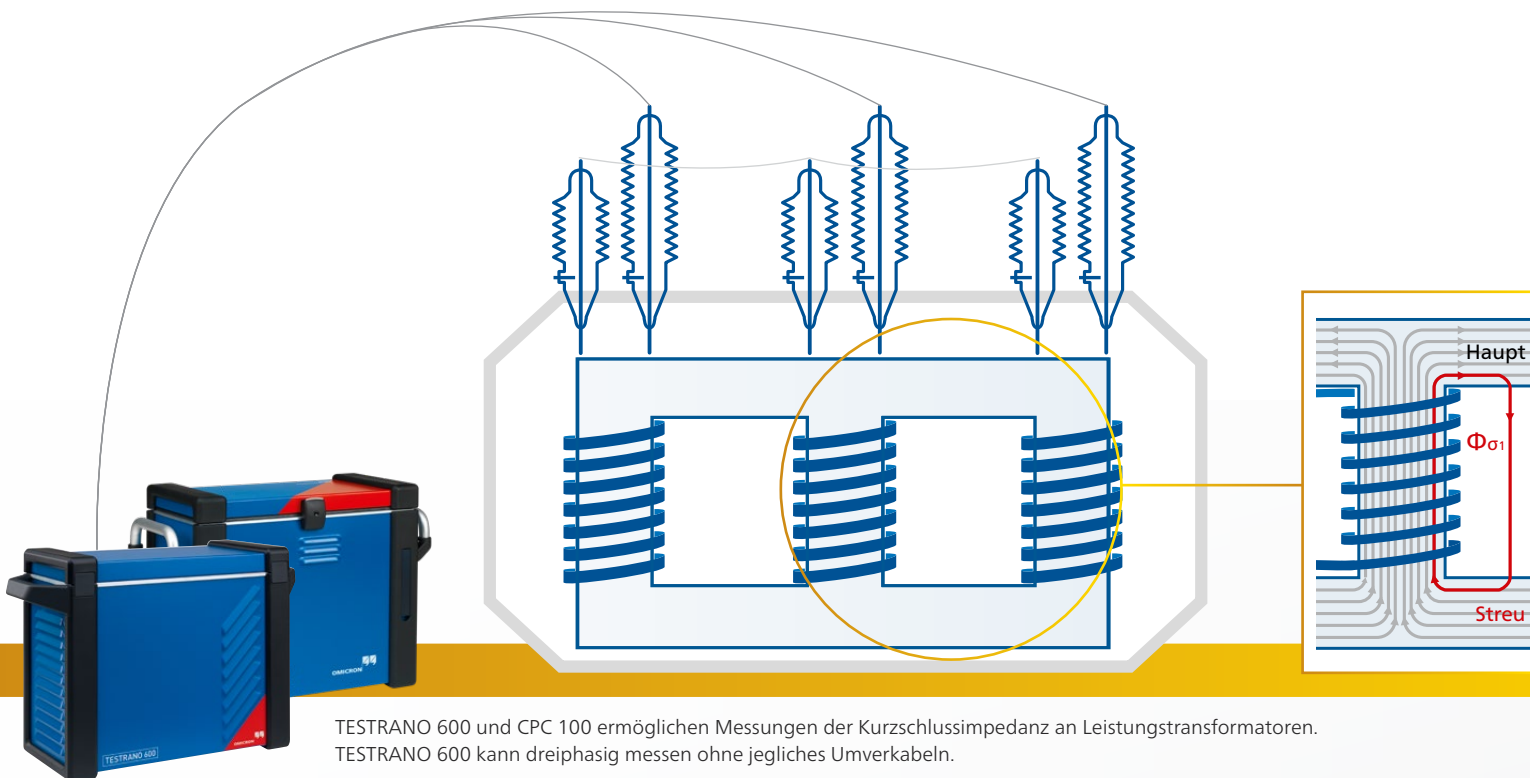 Haupt
Φσ1
Streu
OMICRON
OMICRON
TESTRANO 600
TESTRANO 600 und CPC 100 ermöglichen Messungen der Kurzschlussimpedanz an Leistungstransformatoren.
TESTRANO 600 kann dreiphasig messen ohne jegliches Umverkabeln.